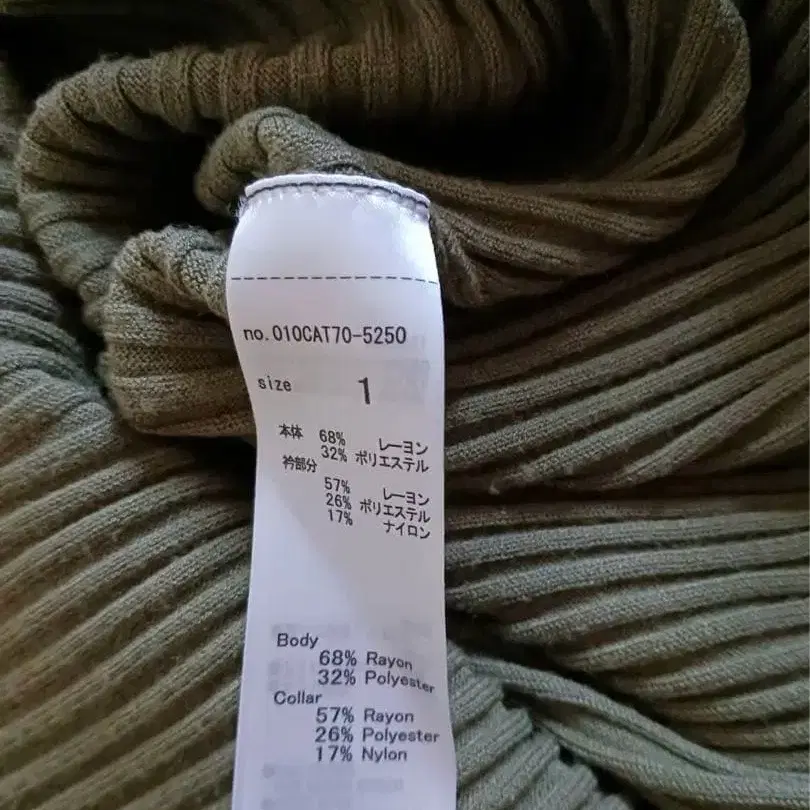 no.010CAT70-5250
size 1
本体 68% レーヨン
32% ポリエステル
衿部分
57% レーヨン
26% ポリエステル
17% ナイロン
Body
68% Rayon
32% Polyester
Collar
57% Rayon
26% Polyester
17% Nylon